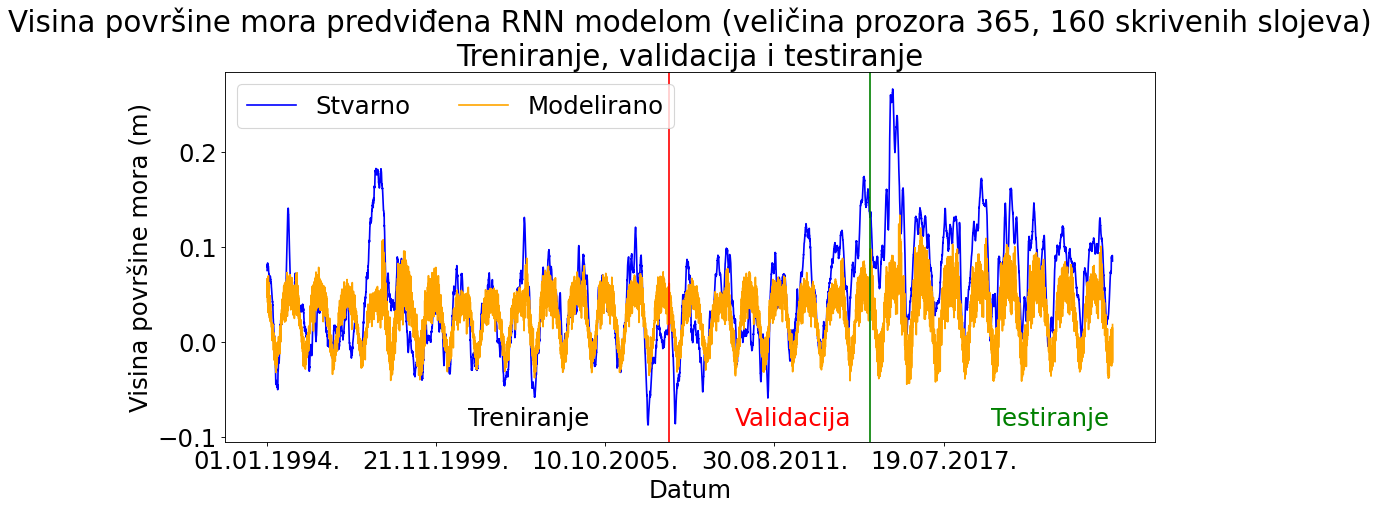 Visina površine mora predviđena RNN modelom (veličina prozora 365, 160 skrivenih slojeva)
Treniranje, validacija i testiranje
Stvarno
Modelirano
Visina površine mora (m)
0.2
0.1
0.0
−0.1
Treniranje
Validacija
Testiranje
01.01.1994.
21.11.1999.
10.10.2005.
30.08.2011.
19.07.2017.
Datum